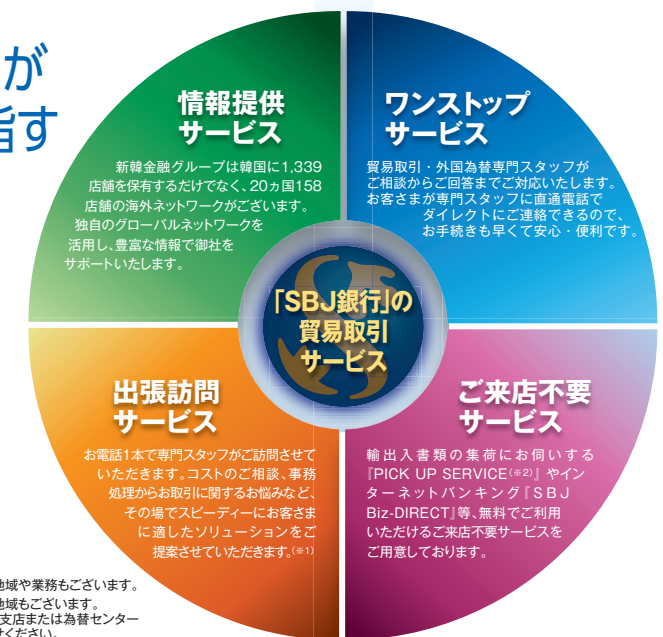 が
指す
情報提供
サービス
新韓金融グループは韓国に1,339
店舗を保有するだけでなく、20ヵ国158
店舗の海外ネットワークがございます。
独自のグローバルネットワークを
活用し、豊富な情報で御社を
サポートいたします。
ワンストップ
サービス
貿易取引・外国為替専門スタッフが
ご相談からご回答までご対応いたします。
お客さまが専門スタッフに直通電話で
ダイレクトにご連絡できるので、
お手続きも早くて安心・便利です。
「SBJ銀行」の
貿易取引
サービス
出張訪問
サービス
お電話1本で専門スタッフがご訪問させて
いただきます。コストのご相談、事務
処理からお取引に関するお悩みなど、
その場でスピーディーにお客さま
に適したソリューションをご
提案させていただきます。(※1)
ご来店不要
サービス
輸出入書類の集荷にお伺いする
『PICK UP SERVICE(※2)』やイン
ターネットバンキング『SBJ
Biz-DIRECT』等、無料でご利用
いただけるご来店不要サービスを
ご用意しております。
地域や業務もございます。
地域もございます。
支店または為替センター
せください。